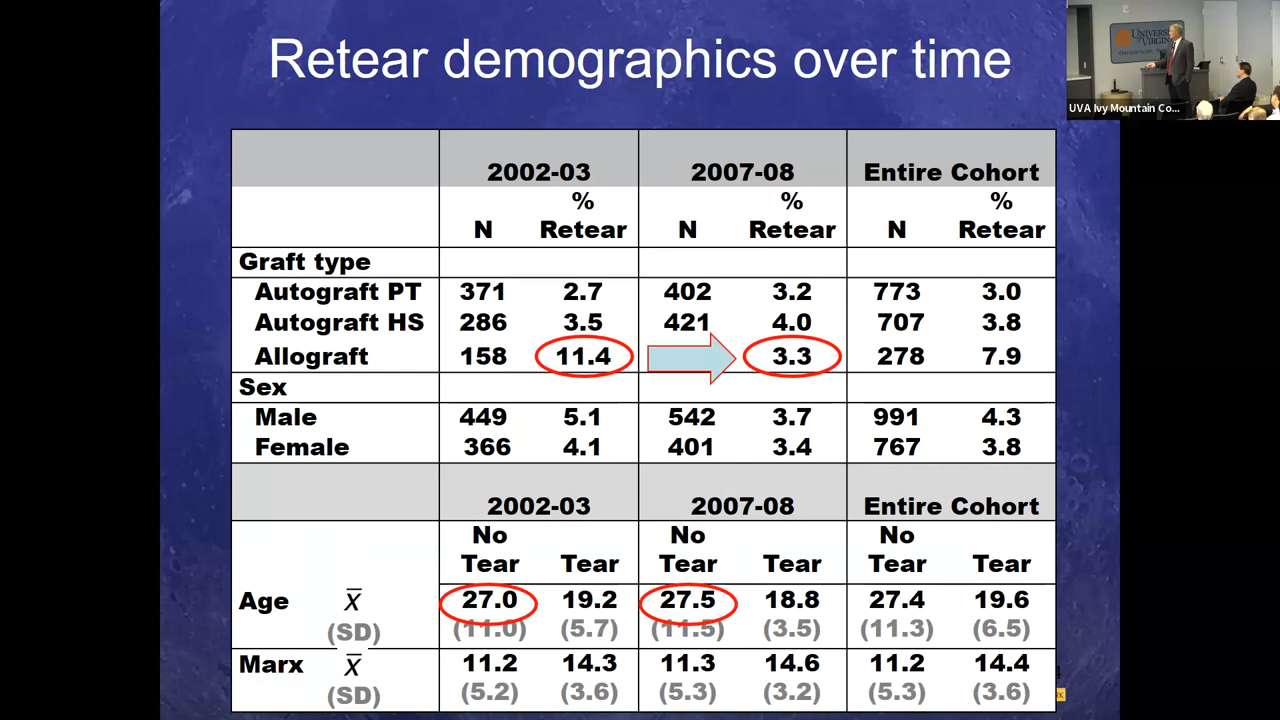 Retear demographics over time
UNIVERSITY
of VIRGINIA
UVA Ivy Mountain Co...
2002-03 2007-08 Entire Cohort
% % %
N Retear N Retear N Retear
Graft type
Autograft PT 371 2.7 402 3.2 773 3.0
Autograft HS 286 3.5 421 4.0 707 3.8
Allograft 158 11.4 3.3 278 7.9
Sex
Male 449 5.1 542 3.7 991 4.3
Female 366 4.1 401 3.4 767 3.8
2002-03 2007-08 Entire Cohort
No No No
Tear Tear Tear Tear Tear Tear
Age x̅ 27.0 19.2 27.5 18.8 27.4 19.6
(SD) (11.0) (5.7) (11.5) (3.5) (11.3) (6.5)
Marx x̅ 11.2 14.3 11.3 14.6 11.2 14.4
(SD) (5.2) (3.6) (5.3) (3.2) (5.3) (3.6)